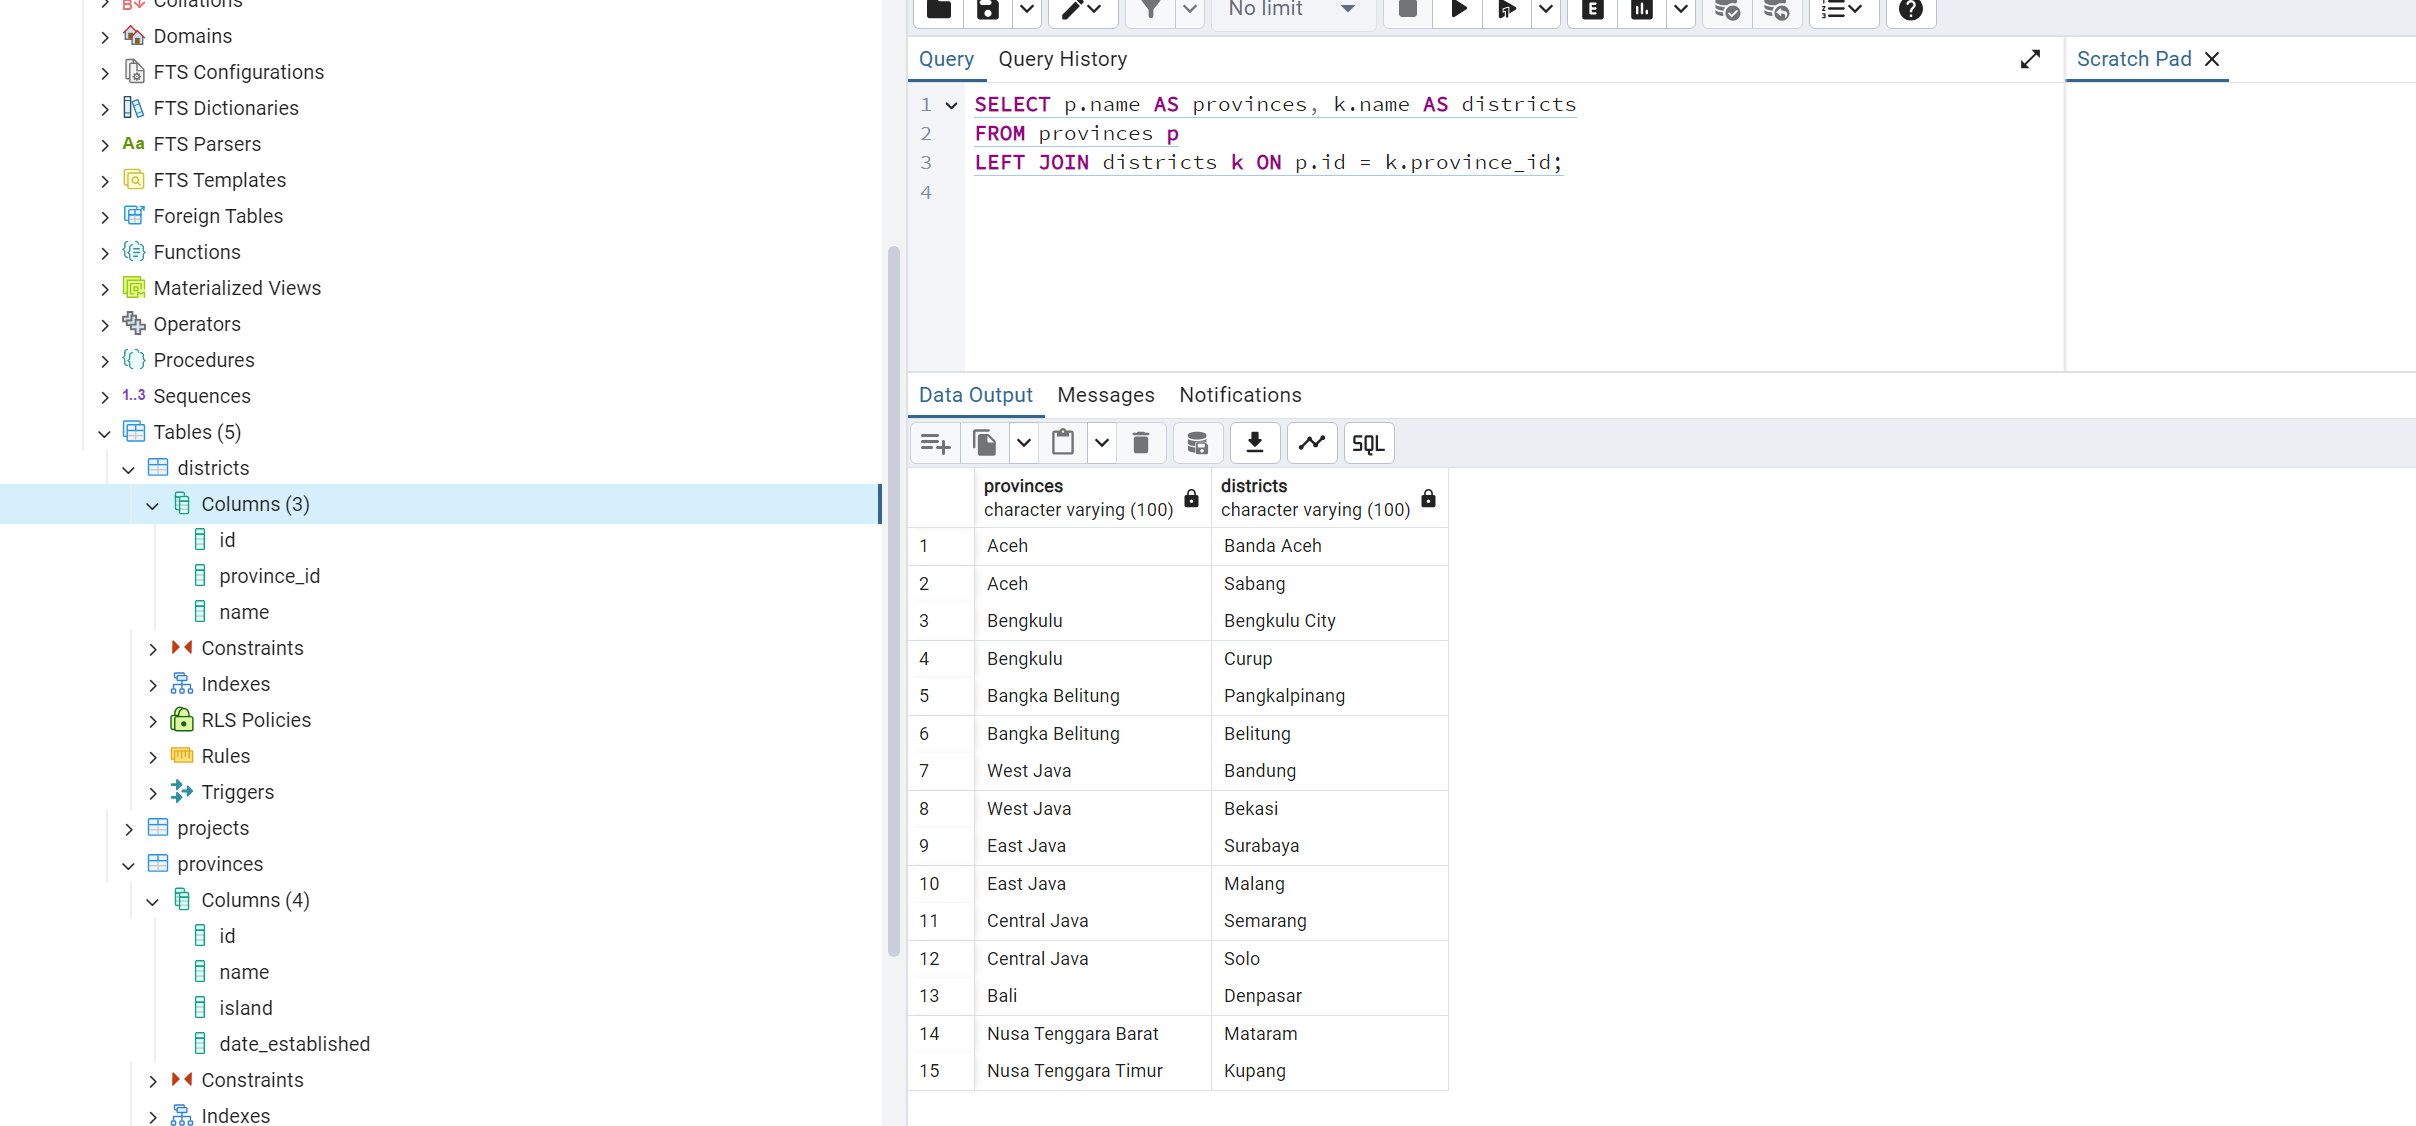 Collations
Domains
FTS Configurations
FTS Dictionaries
Aa FTS Parsers
FTS Templates
Foreign Tables
Functions
Materialized Views
Operators
Procedures
1..3 Sequences
Tables (5)
districts
Columns (3)
id
province_id
name
Constraints
Indexes
RLS Policies
Rules
Triggers
projects
provinces
Columns (4)
id
name
island
date_established
Constraints
Indexes
No limit
E
Query Query History
Scratch Pad
1 SELECT p.name AS provinces, k.name AS districts
2 FROM provinces p
3 LEFT JOIN districts k ON p.id = k.province_id;
4
Data Output Messages Notifications
SQL
provinces districts
character varying (100) character varying (100)
1 Aceh Banda Aceh
2 Aceh Sabang
3 Bengkulu Bengkulu City
4 Bengkulu Curup
5 Bangka Belitung Pangkalpinang
6 Bangka Belitung Belitung
7 West Java Bandung
8 West Java Bekasi
9 East Java Surabaya
10 East Java Malang
11 Central Java Semarang
12 Central Java Solo
13 Bali Denpasar
14 Nusa Tenggara Barat Mataram
15 Nusa Tenggara Timur Kupang